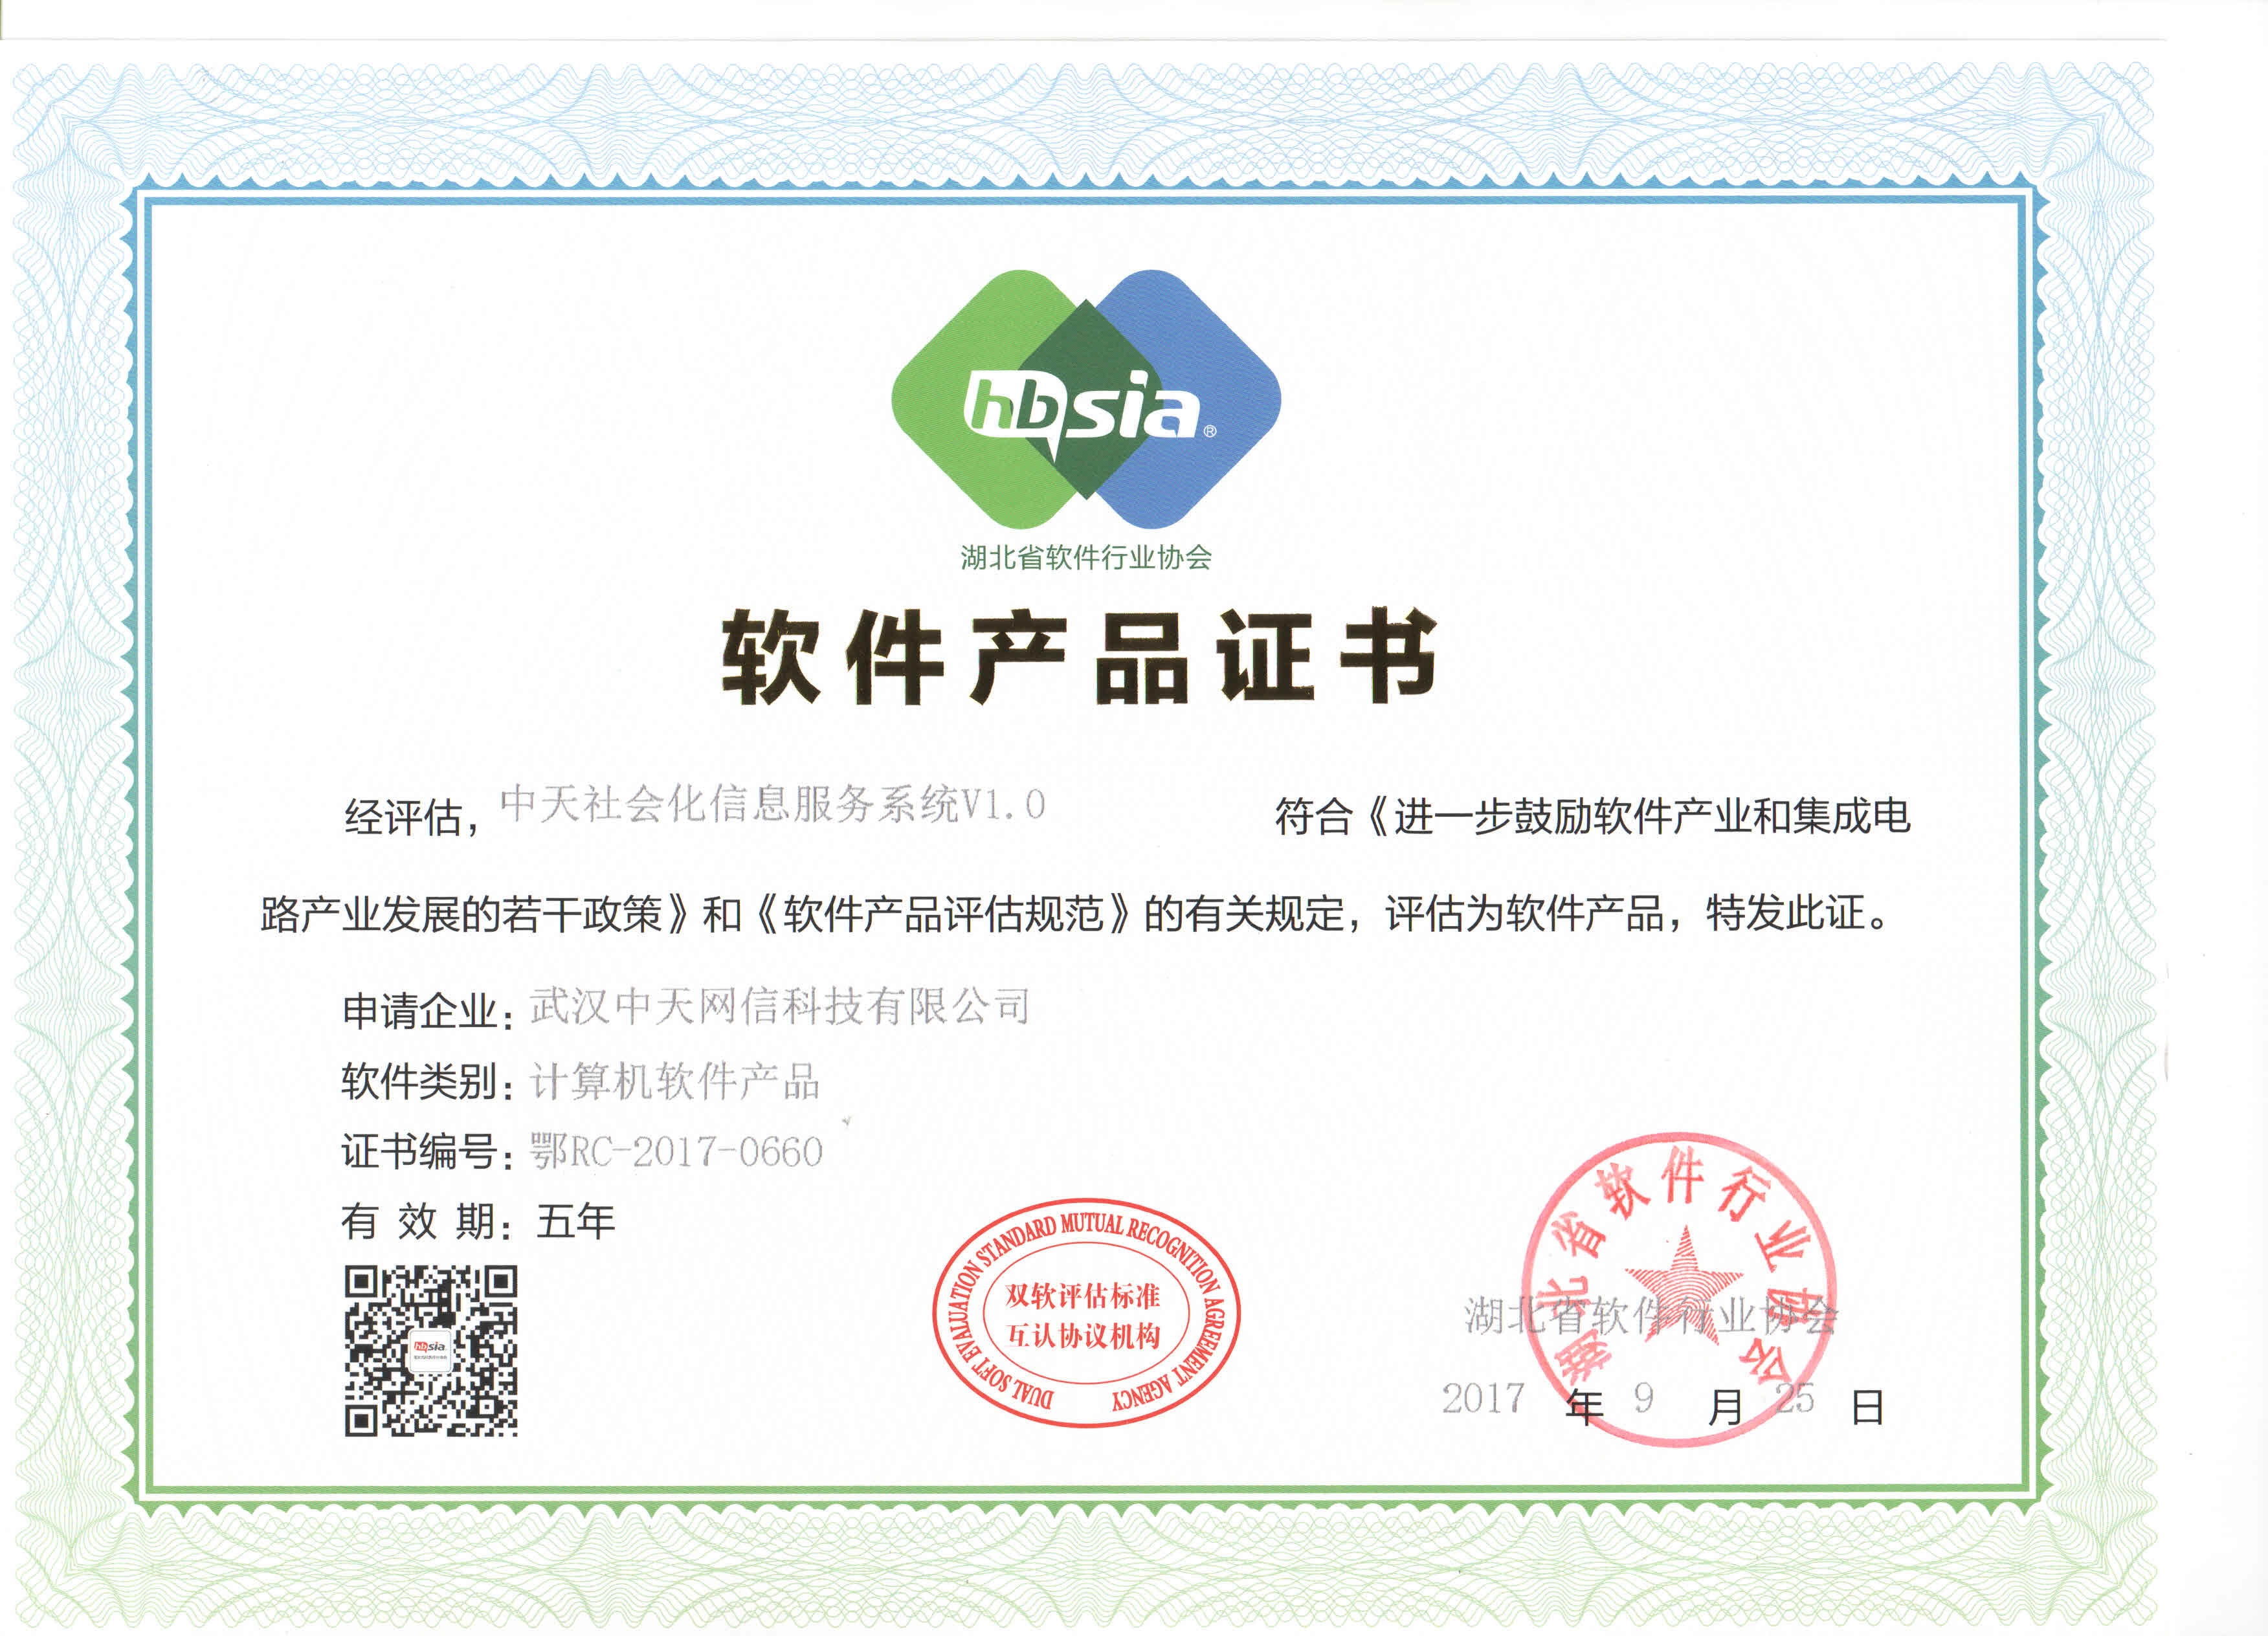 hbsia®
湖北省软件行业协会
软件产品证书
经评估，中天社会化信息服务系统V1.0 符合《进一步鼓励软件产业和集成电
路产业发展的若干政策》和《软件产品评估规范》的有关规定，评估为软件产品，特发此证。
申请企业：武汉中天网信科技有限公司
软件类别：计算机软件产品
证书编号：鄂RC-2017-0660
有 效 期：五年
hbsia
DUAL SOFT EVALUATION STANDARD MUTUAL RECOGNITION AGREEMENT AGENCY
双软评估标准
互认协议机构
湖北省软件行业协会
湖北省软件行业协会
2017 年 9 月 25 日